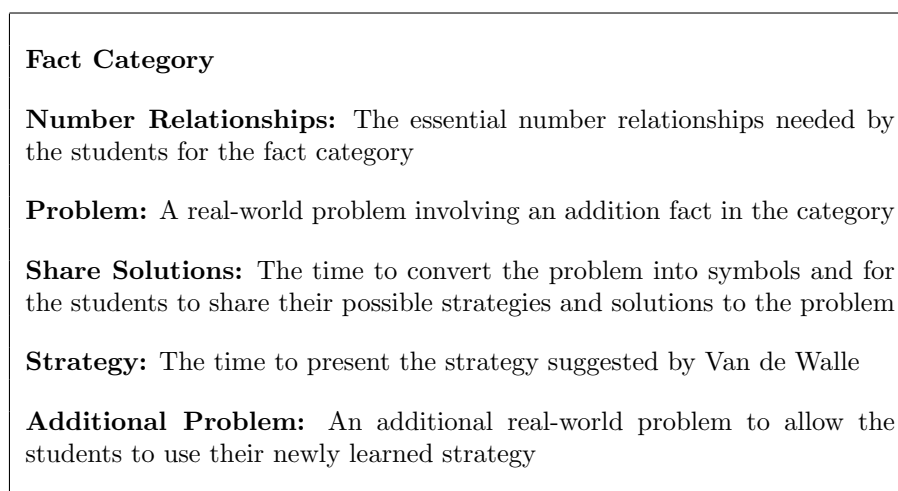 Fact Category
Number Relationships: The essential number relationships needed by
the students for the fact category
Problem: A real-world problem involving an addition fact in the category
Share Solutions: The time to convert the problem into symbols and for
the students to share their possible strategies and solutions to the problem
Strategy: The time to present the strategy suggested by Van de Walle
Additional Problem: An additional real-world problem to allow the
students to use their newly learned strategy